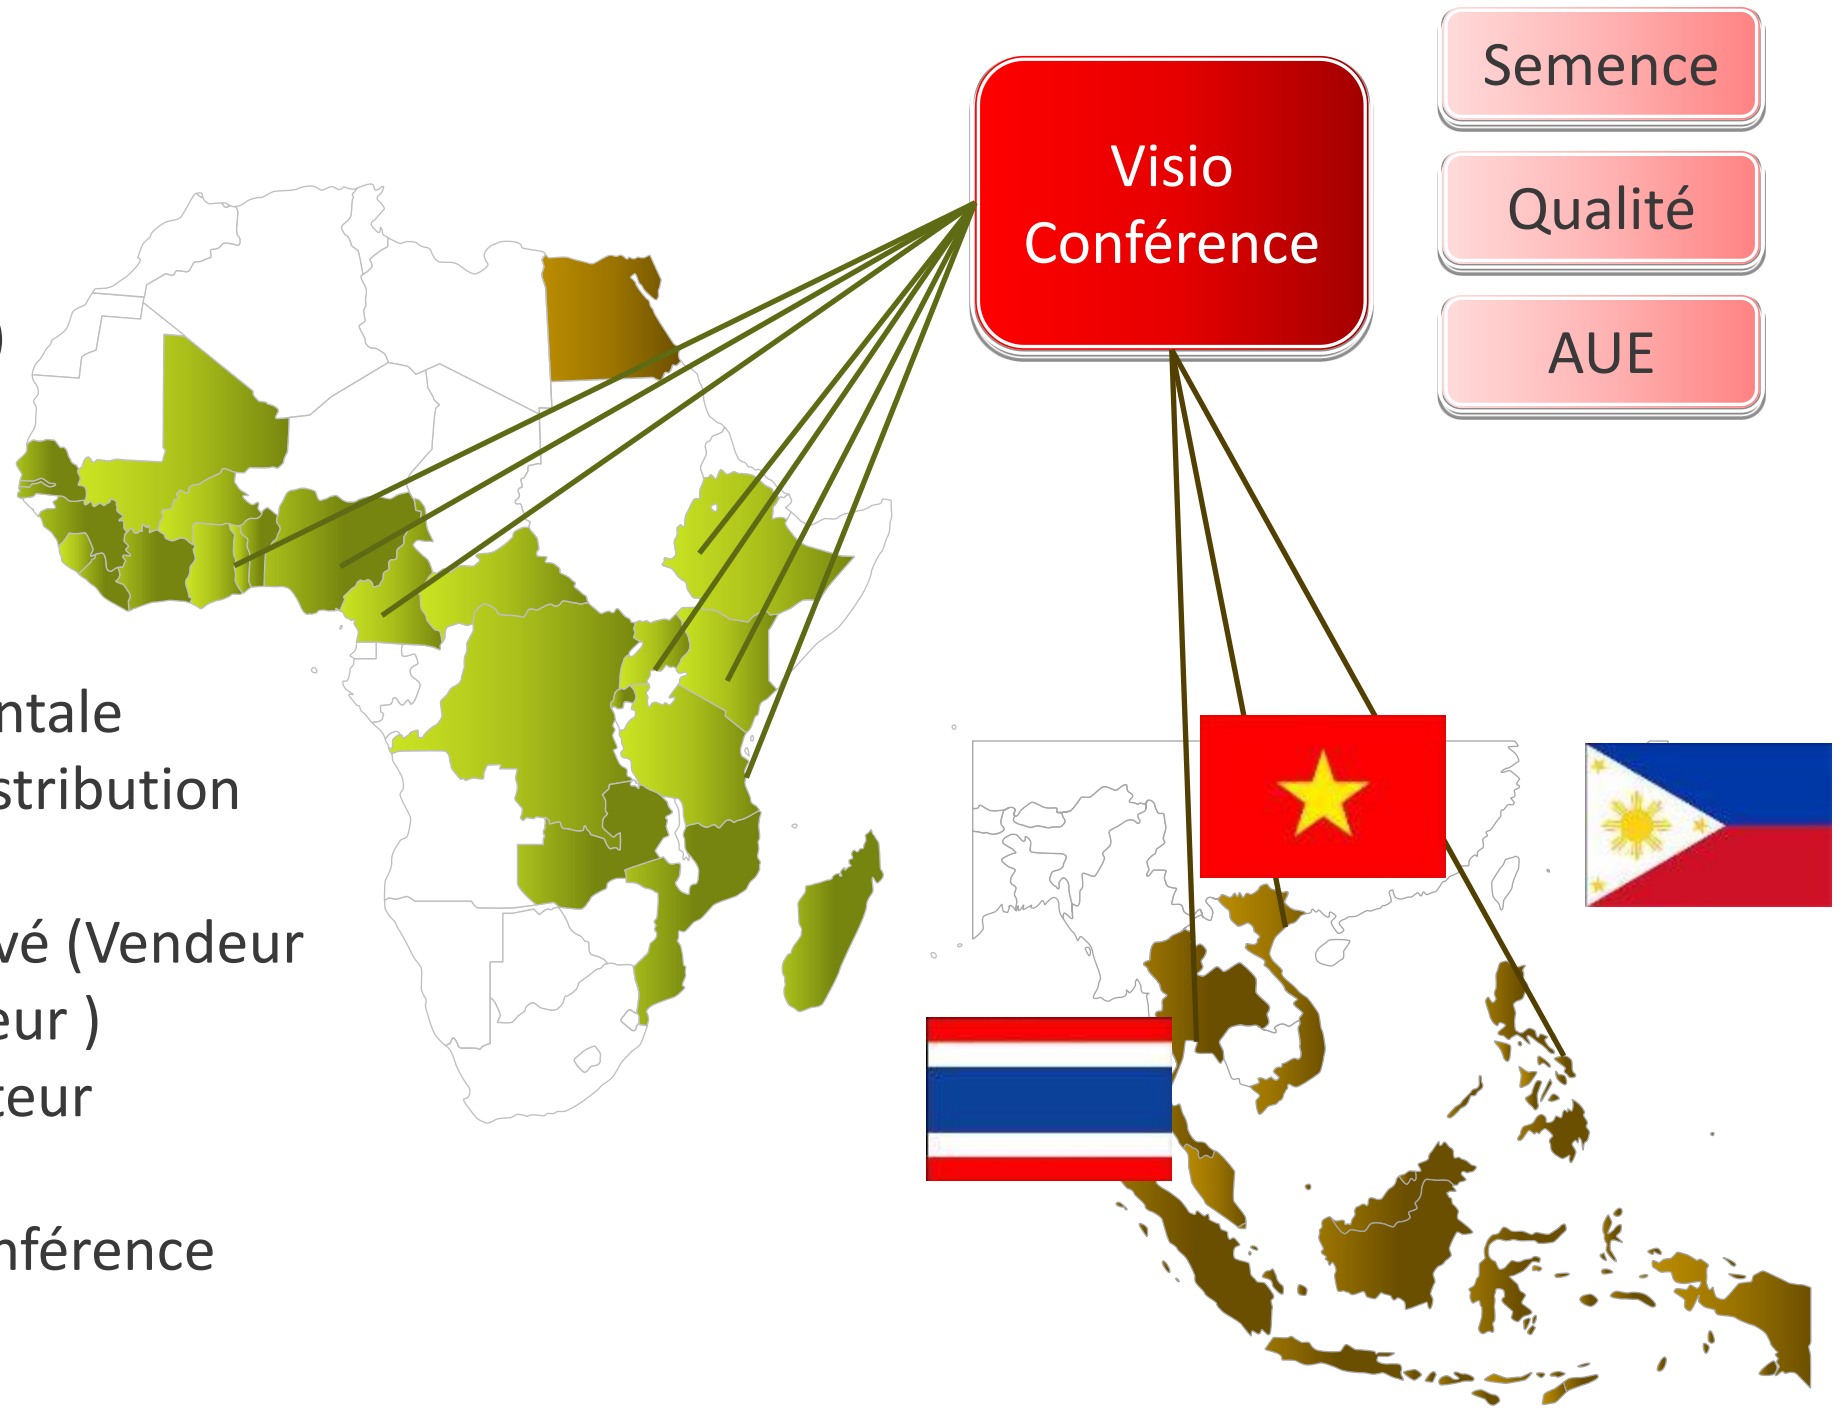 Visio
Conférence
Semence
Qualité
AUE
)
ntale
stribution
vé (Vendeur
eur )
teur
nférence